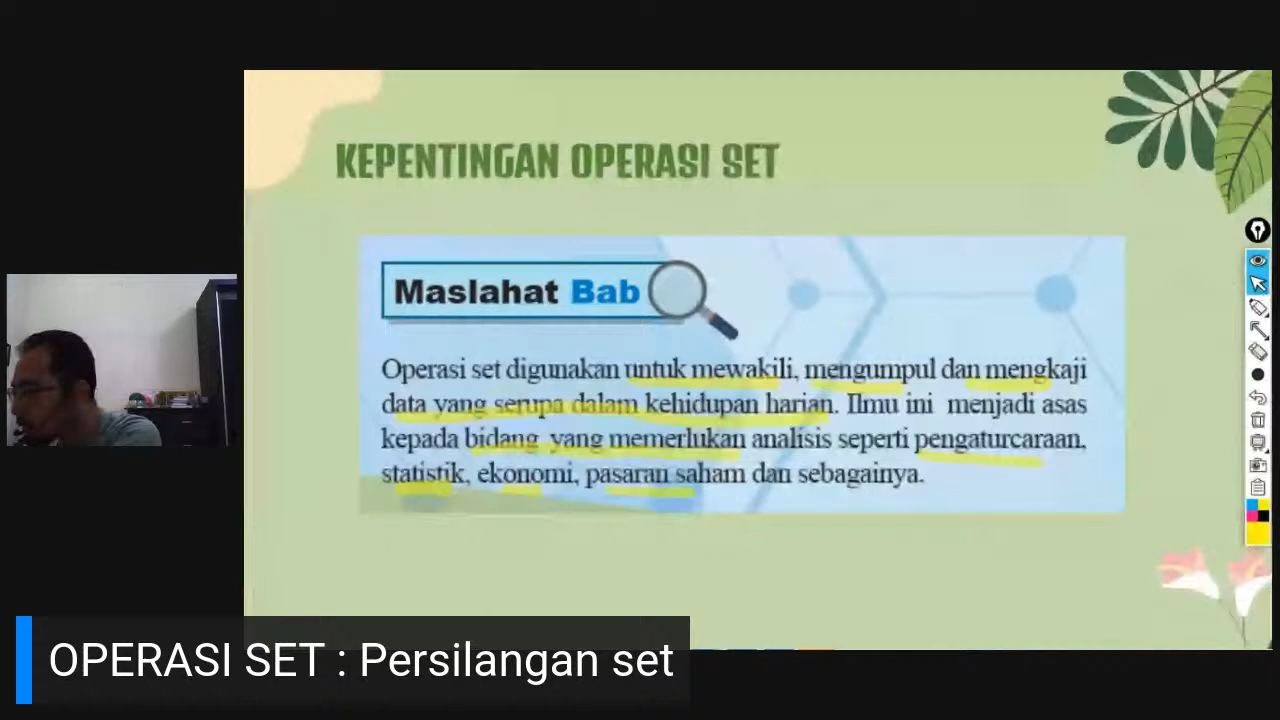 KEPENTINGAN OPERASI SET
Maslahat Bab
Operasi set digunakan untuk mewakili, mengumpul dan mengkaji
data yang serupa dalam kehidupan harian. Ilmu ini menjadi asas
kepada bidang yang memerlukan analisis seperti pengaturcaraan,
statistik, ekonomi, pasaran saham dan sebagainya.
OPERASI SET : Persilangan set